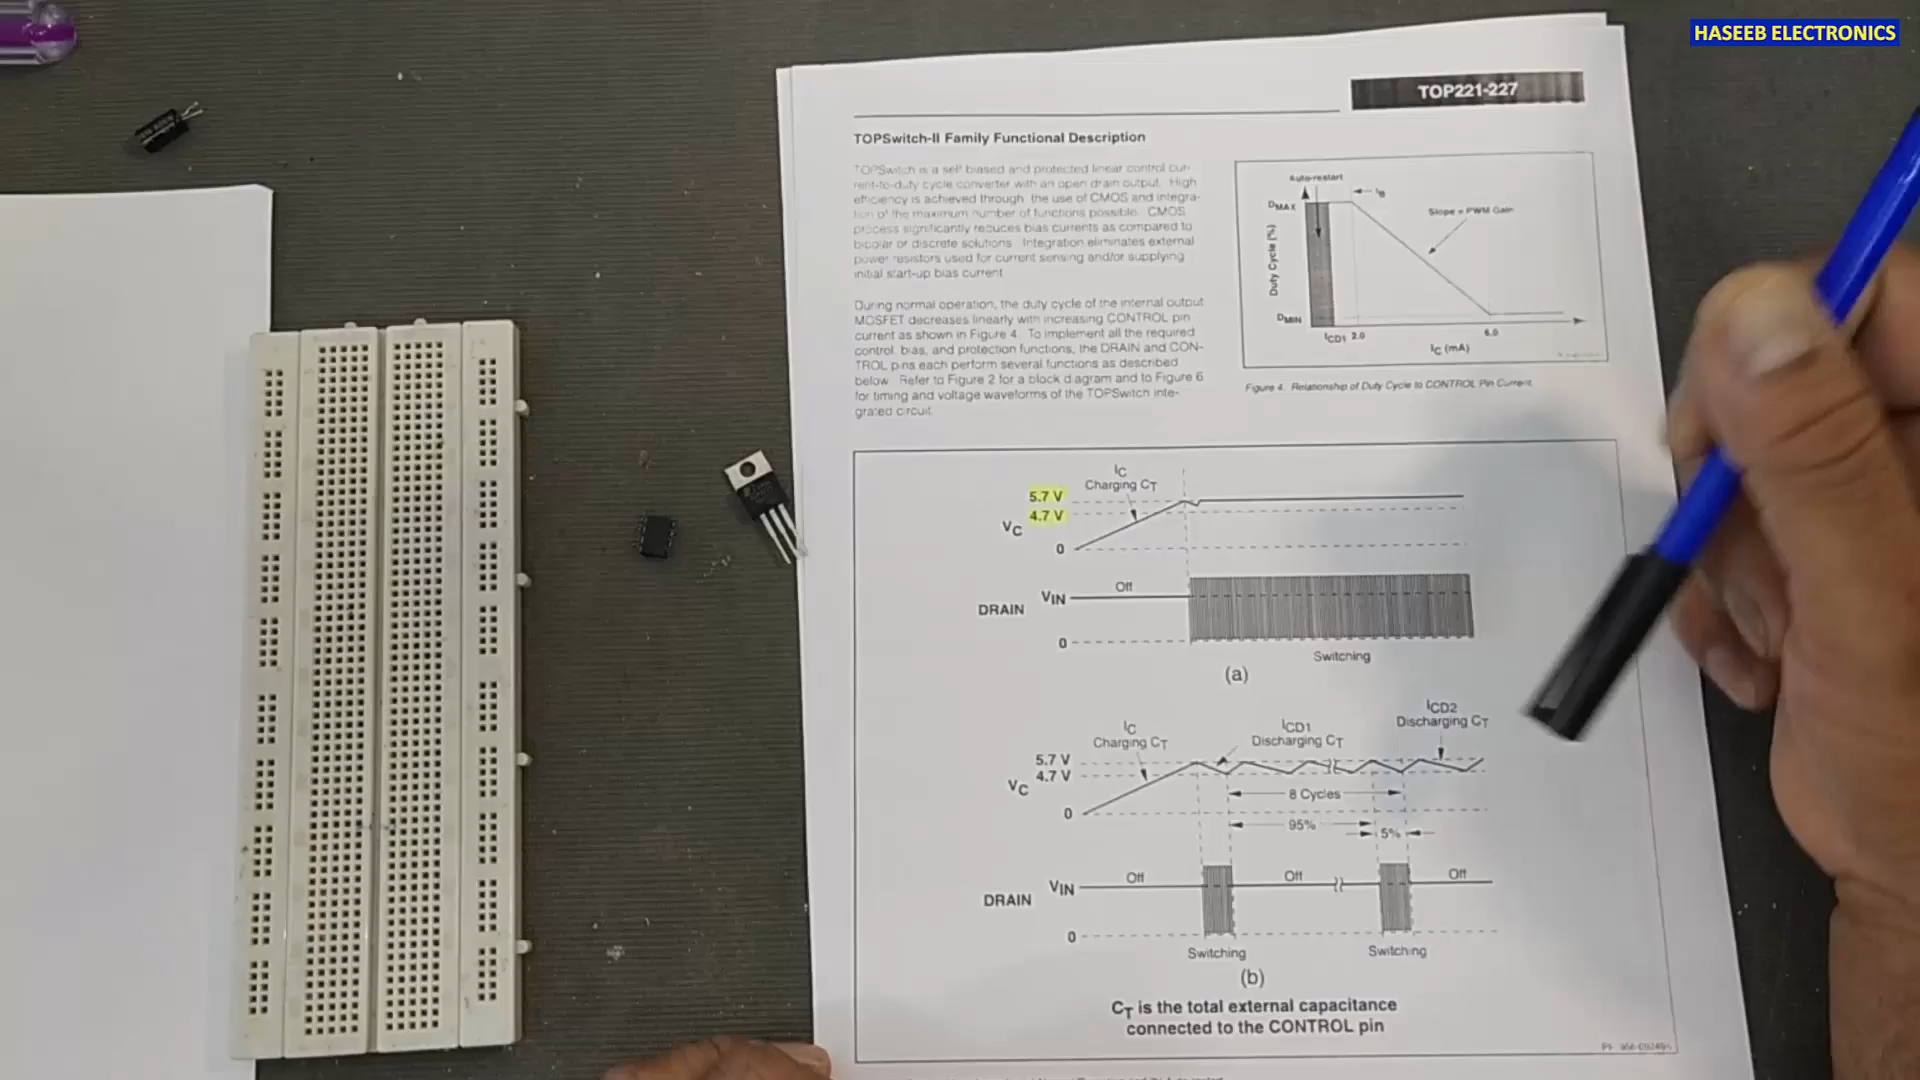 HASEEB ELECTRONICS
TOP221-227
TOPSwitch-II Family Functional Description
TOPSwitch is a self biased and protected linear control cur-
rent-to-duty cycle converter with an open drain output. High
efficiency is achieved through the use of CMOS and integra-
tion of the maximum number of functions possible. CMOS
process significantly reduces bias currents as compared to
bipolar or discrete solutions. Integration eliminates external
power resistors used for current sensing and/or supplying
initial start-up bias current.
During normal operation, the duty cycle of the internal output
MOSFET decreases linearly with increasing CONTROL pin
current as shown in Figure 4. To implement all the required
control, bias, and protection functions, the DRAIN and CON-
TROL pins each perform several functions as described
below. Refer to Figure 2 for a block diagram and to Figure 6
for timing and voltage waveforms of the TOPSwitch inte-
grated circuit.
Auto-restart
IB
DMAX
Slope = PWM Gain
Duty Cycle (%)
DMIN
ICD1 2.0
6.0
IC (mA)
Figure 4. Relationship of Duty Cycle to CONTROL Pin Current.
IC
Charging CT
5.7 V
4.7 V
VC
0
Off
VIN
DRAIN
0
Switching
(a)
IC
Charging CT
ICD1
Discharging CT
ICD2
Discharging CT
5.7 V
4.7 V
VC
8 Cycles
0
95%
5%
Off
Off
Off
VIN
DRAIN
0
Switching
Switching
(b)
CT is the total external capacitance
connected to the CONTROL pin